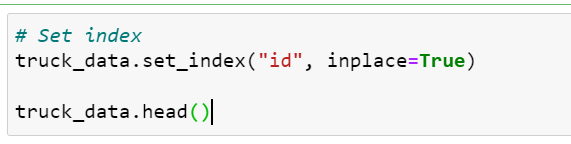 # Set index
truck_data.set_index("id", inplace=True)
truck_data.head()